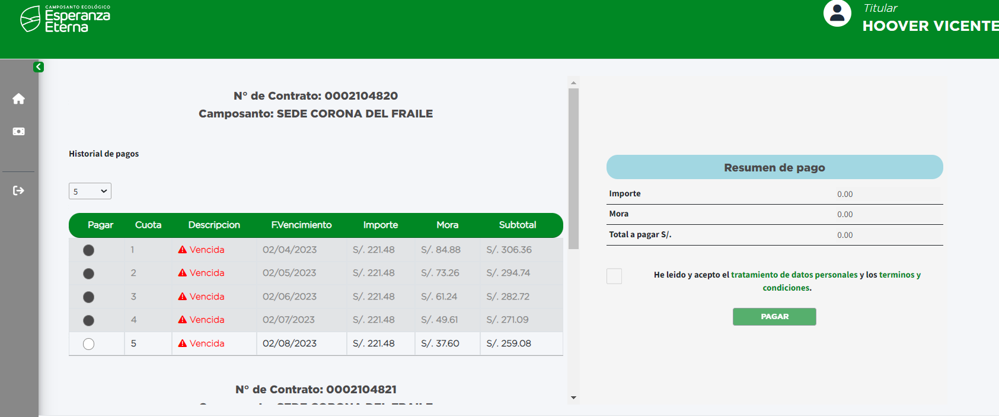 CAMPOSANTO ECOLÓGICO
Esperanza
Eterna
Titular
HOOVER VICENTE
N° de Contrato: 0002104820
Camposanto: SEDE CORONA DEL FRAILE
Historial de pagos
5
Pagar Cuota Descripcion F.Vencimiento Importe Mora Subtotal
1 Vencida 02/04/2023 S/. 221.48 S/. 84.88 S/. 306.36
2 Vencida 02/05/2023 S/. 221.48 S/. 73.26 S/. 294.74
3 Vencida 02/06/2023 S/. 221.48 S/. 61.24 S/. 282.72
4 Vencida 02/07/2023 S/. 221.48 S/. 49.61 S/. 271.09
5 Vencida 02/08/2023 S/. 221.48 S/. 37.60 S/. 259.08
N° de Contrato: 0002104821
Camposanto: SEDE CORONA DEL FRAILE
Resumen de pago
Importe 0.00
Mora 0.00
Total a pagar S/. 0.00
He leido y acepto el tratamiento de datos personales y los terminos y
condiciones.
PAGAR